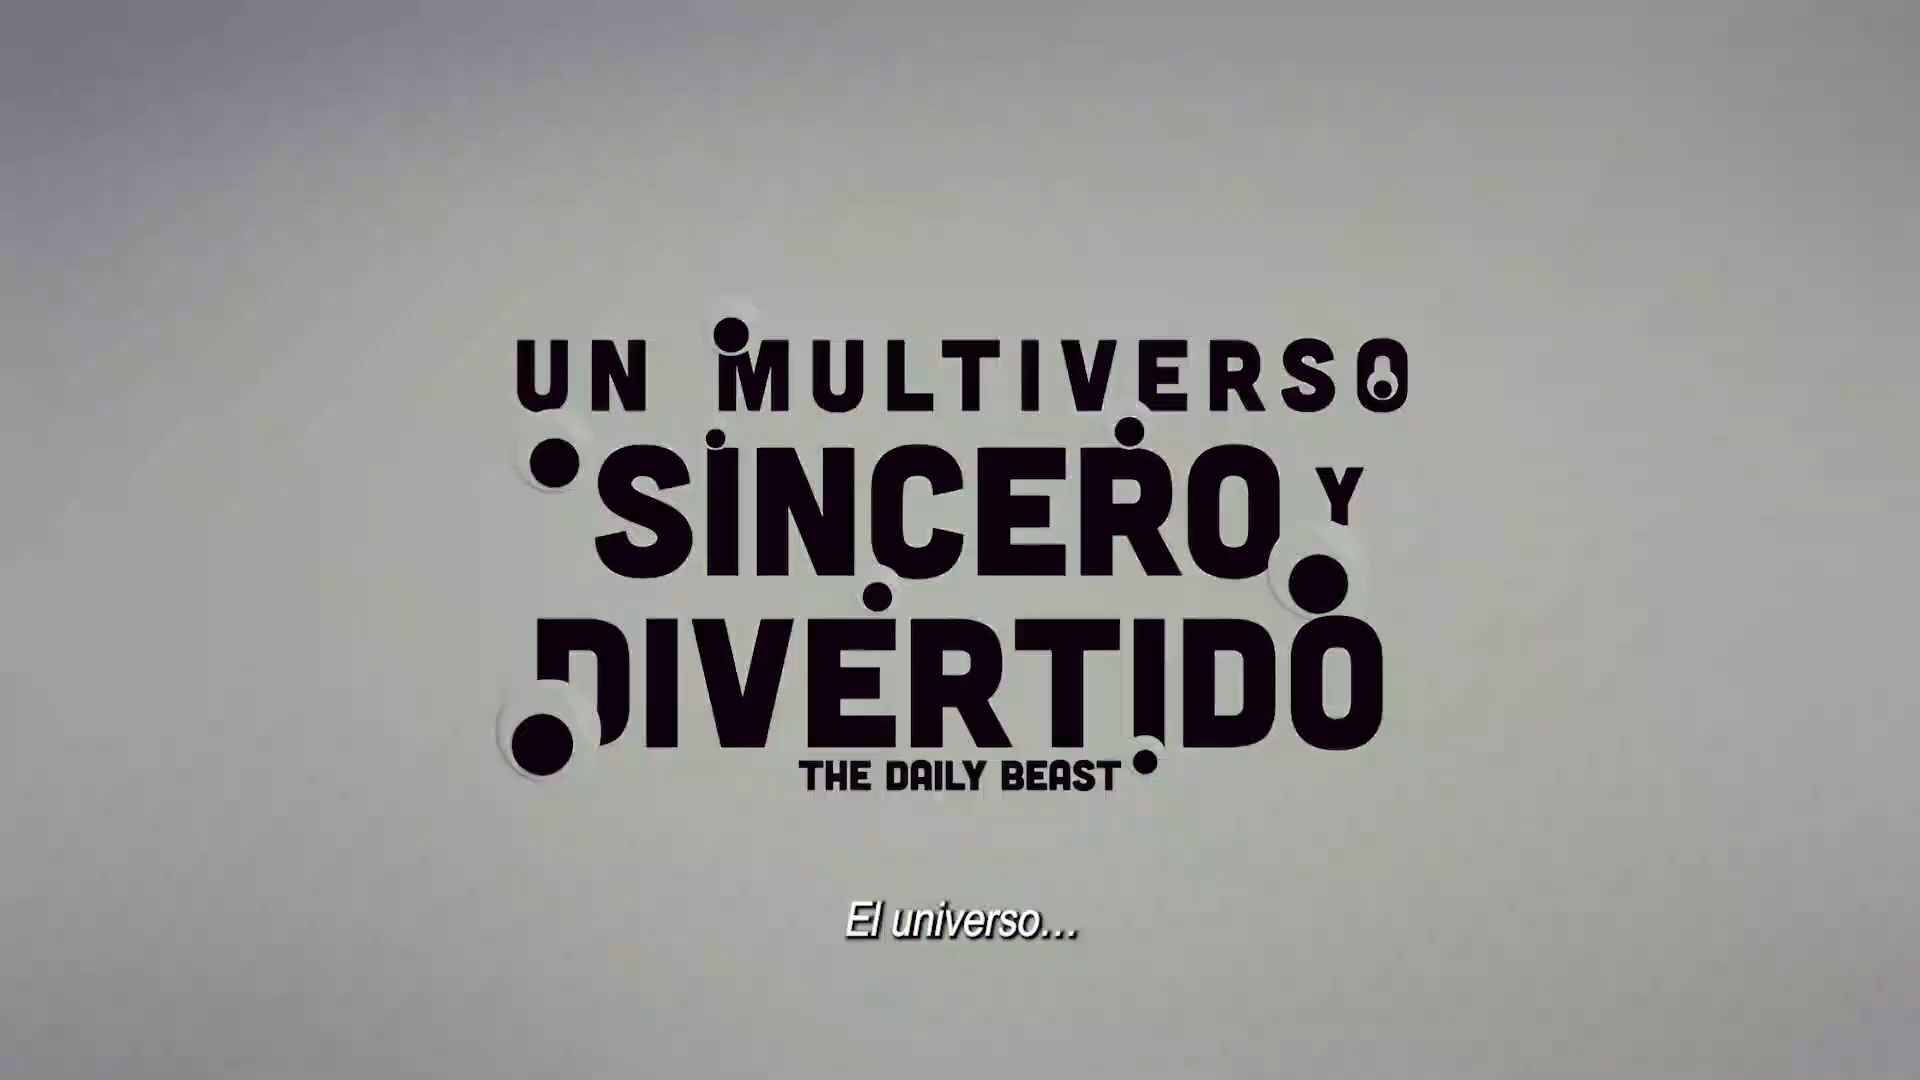 UN MULTIVERSO
SINCERO Y
DIVERTIDO
THE DAILY BEAST
El universo...